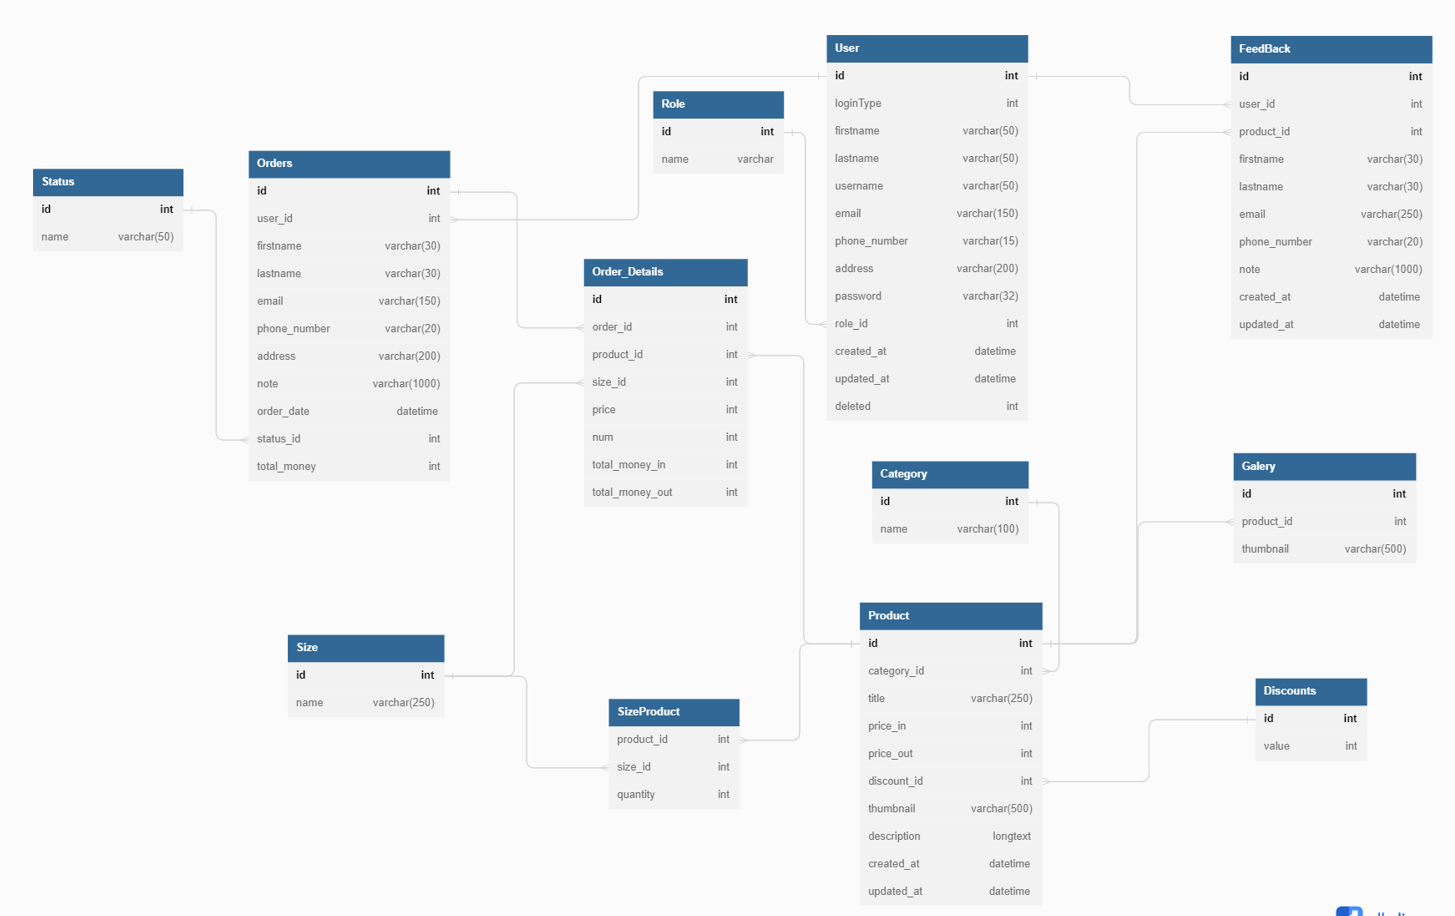 User
id int
loginType int
firstname varchar(50)
lastname varchar(50)
username varchar(50)
email varchar(150)
phone_number varchar(15)
address varchar(200)
password varchar(32)
role_id int
created_at datetime
updated_at datetime
deleted int
FeedBack
id int
user_id int
product_id int
firstname varchar(30)
lastname varchar(30)
email varchar(250)
phone_number varchar(20)
note varchar(1000)
created_at datetime
updated_at datetime
Role
id int
name varchar
Orders
id int
user_id int
firstname varchar(30)
lastname varchar(30)
email varchar(150)
phone_number varchar(20)
address varchar(200)
note varchar(1000)
order_date datetime
status_id int
total_money int
Status
id int
name varchar(50)
Order_Details
id int
order_id int
product_id int
size_id int
price int
num int
total_money_in int
total_money_out int
Category
id int
name varchar(100)
Galery
id int
product_id int
thumbnail varchar(500)
Product
id int
category_id int
title varchar(250)
price_in int
price_out int
discount_id int
thumbnail varchar(500)
description longtext
created_at datetime
updated_at datetime
Size
id int
name varchar(250)
SizeProduct
product_id int
size_id int
quantity int
Discounts
id int
value int